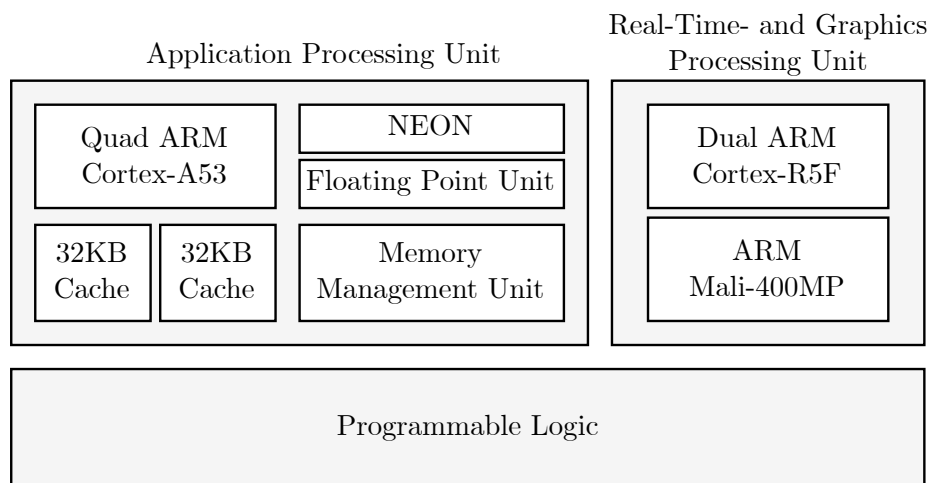 Application Processing Unit
Real-Time- and Graphics
Processing Unit
Quad ARM
Cortex-A53
NEON
Floating Point Unit
32KB
Cache
32KB
Cache
Memory
Management Unit
Dual ARM
Cortex-R5F
ARM
Mali-400MP
Programmable Logic